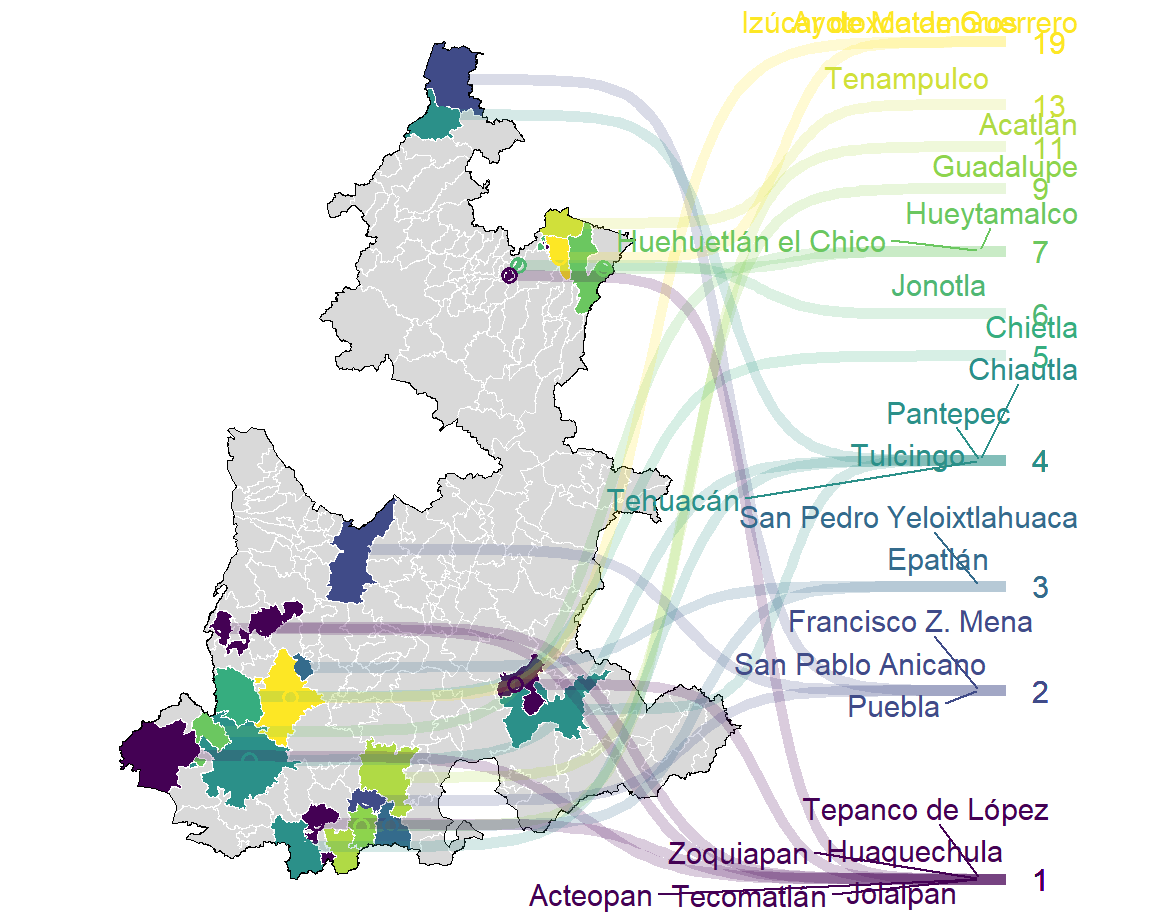 Izúcar de Matamoros
Ayotoxco de Guerrero
19
Tenampulco
13
Acatlán
11
Guadalupe
9
Hueytamalco
Huehuetlán el Chico
7
Jonotla
6
Chietla
5
Chiautla
Pantepec
Tulcingo
4
Tehuacán
San Pedro Yeloixtlahuaca
Epatlán
3
Francisco Z. Mena
San Pablo Anicano
2
Puebla
Tepanco de López
Zoquiapan
Huaquechula
1
Acteopan
Tecomatlán
Jolalpan